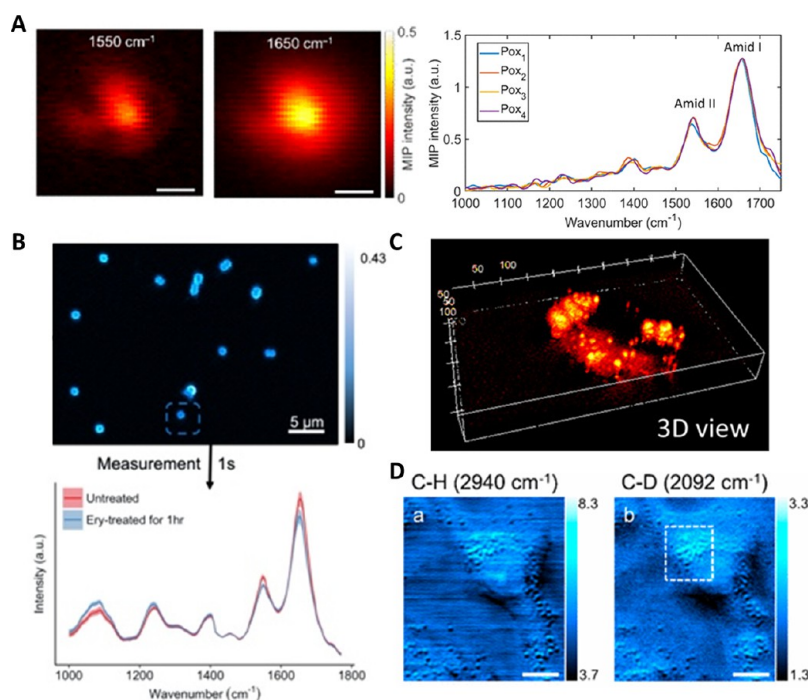 A
1550 cm⁻¹
1650 cm⁻¹
0.5
0
MIP intensity (a.u.)
1.5
1
0.5
0
MIP intensity (a.u.)
Pox₁
Pox₂
Pox₃
Pox₄
Amid II
Amid I
1000 1100 1200 1300 1400 1500 1600 1700
Wavenumber (cm⁻¹)
B
0.43
0
5 μm
Measurement 1s
Untreated
Ery-treated for 1hr
Intensity (a.u.)
1000 1200 1400 1600 1800
Wavenumber (cm⁻¹)
C
50 100
50
50
100
3D view
D
C-H (2940 cm⁻¹)
a
8.3
3.7
C-D (2092 cm⁻¹)
b
3.3
1.3